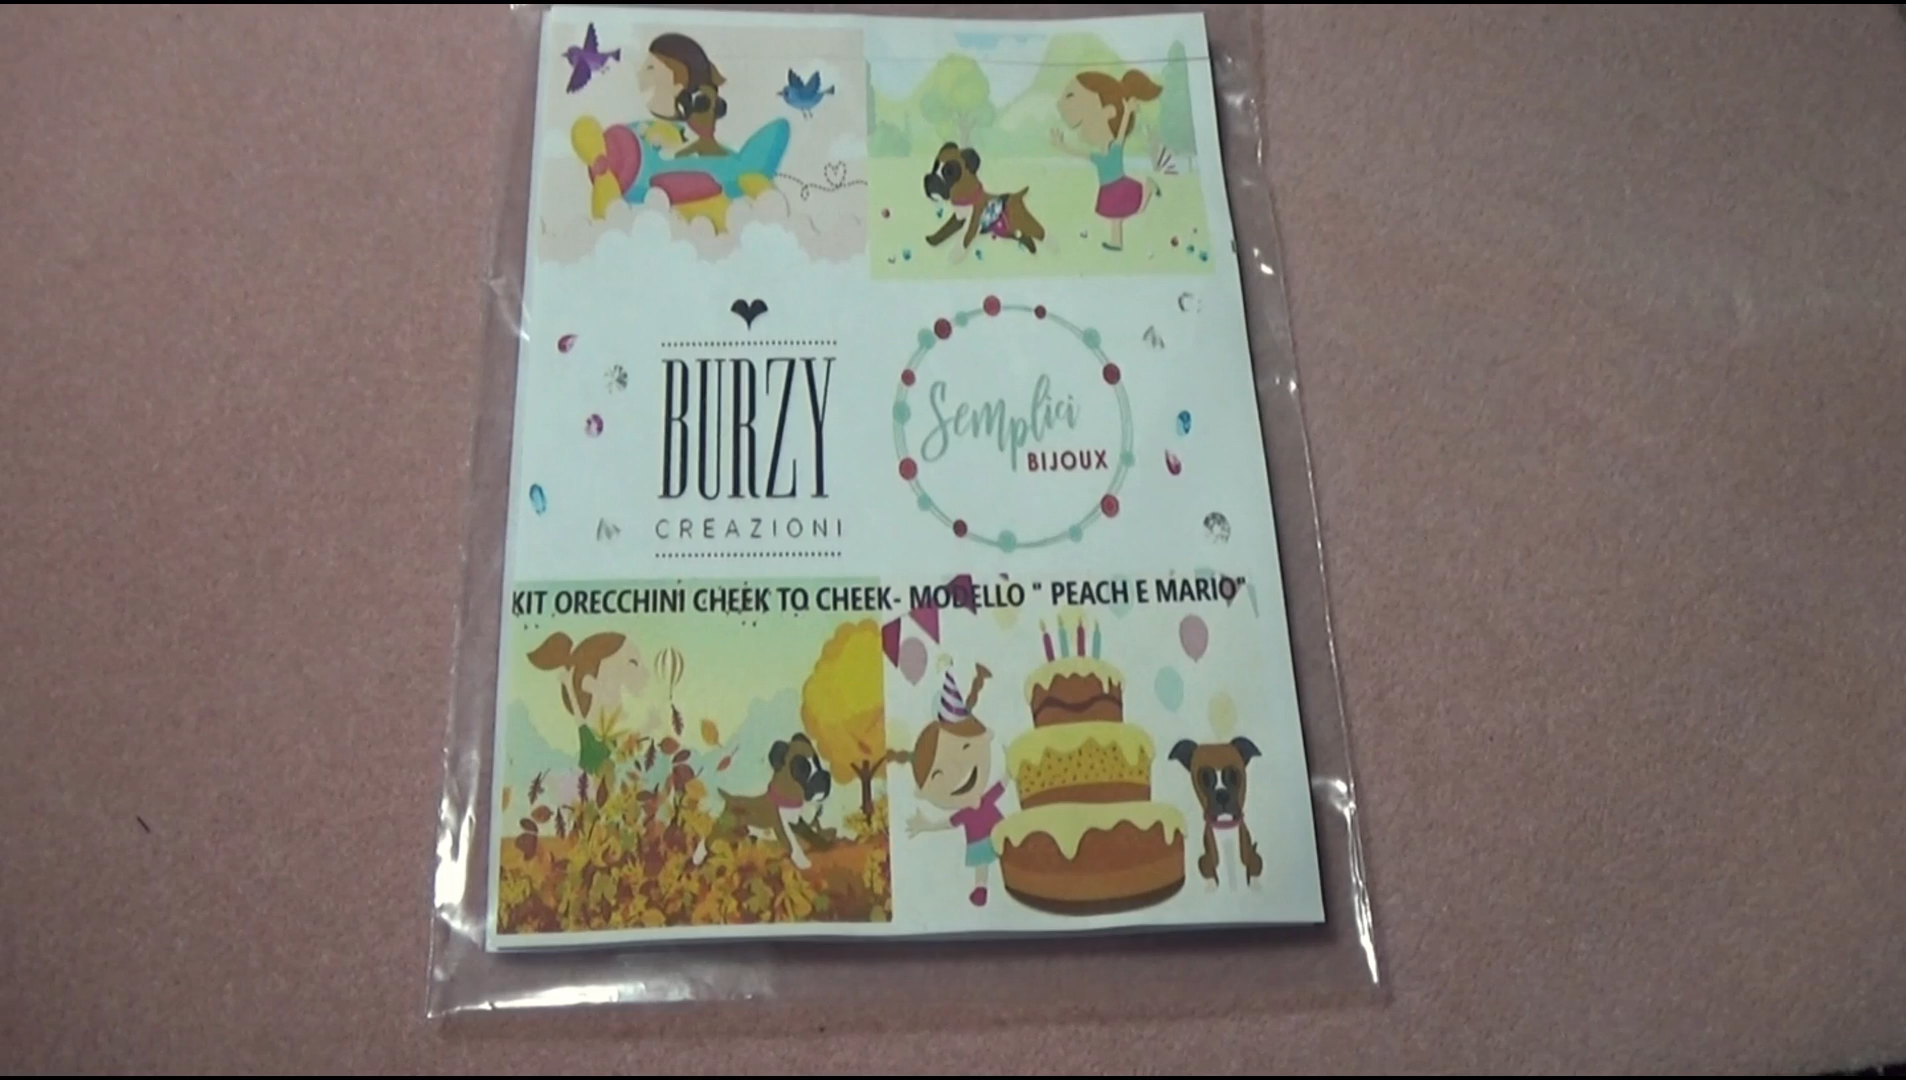 BURZY
CREAZIONI
Semplici
BIJOUX
KIT ORECCHINI CHEEK TO CHEEK- MODELLO " PEACH E MARIO"